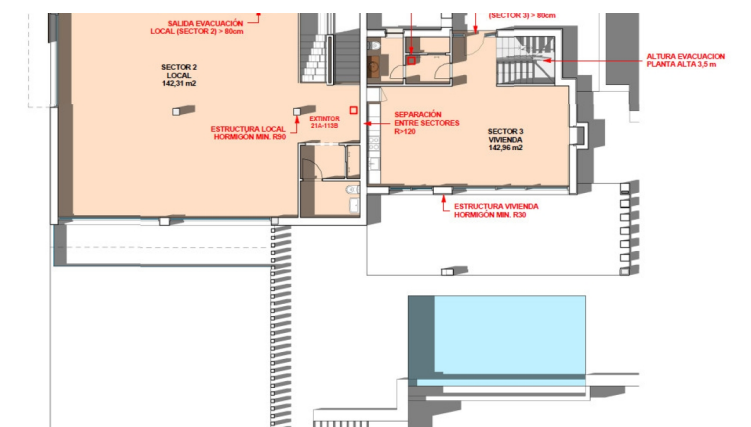 SALIDA EVACUACIÓN
LOCAL (SECTOR 2) > 80cm
(SECTOR 3) > 80cm
ALTURA EVACUACION
PLANTA ALTA 3,5 m
SECTOR 2
LOCAL
142,31 m2
EXTINTOR
21A-113B
ESTRUCTURA LOCAL
HORMIGÓN MIN. R90
SEPARACIÓN
ENTRE SECTORES
R>120
SECTOR 3
VIVIENDA
142,96 m2
ESTRUCTURA VIVIENDA
HORMIGÓN MIN. R30